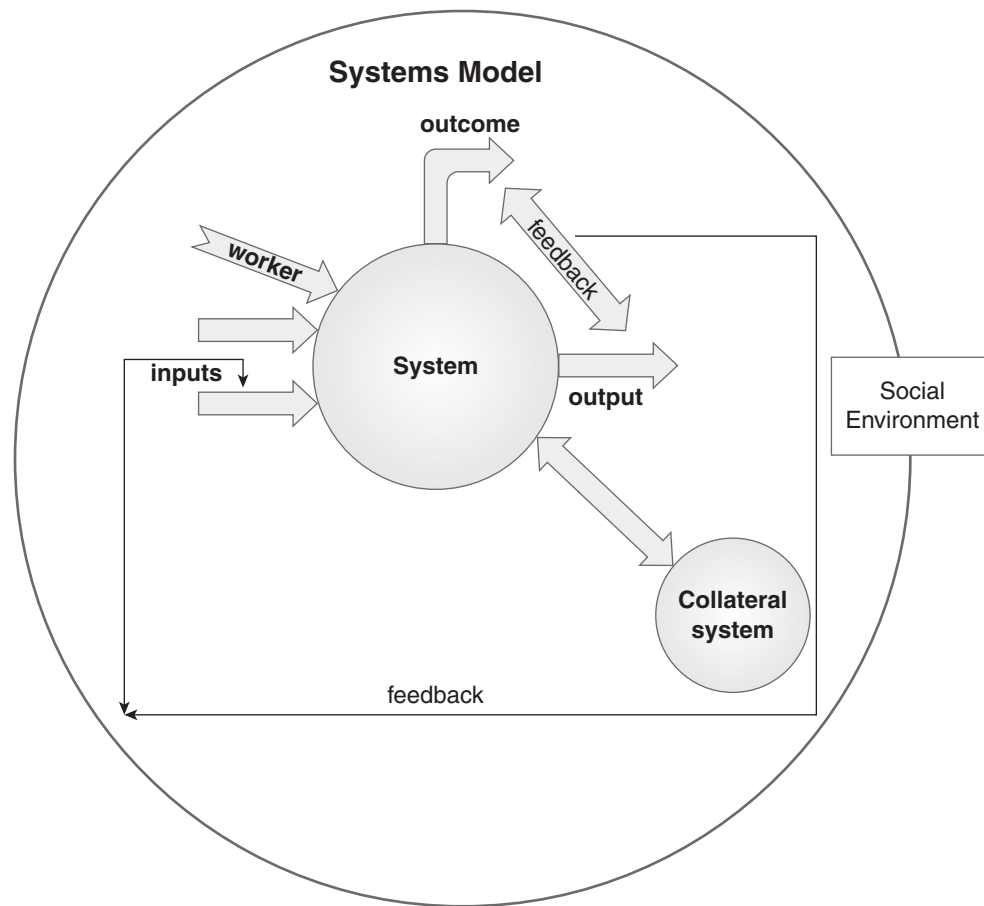 Systems Model
outcome
worker
feedback
inputs
System
output
Social
Environment
Collateral
system
feedback